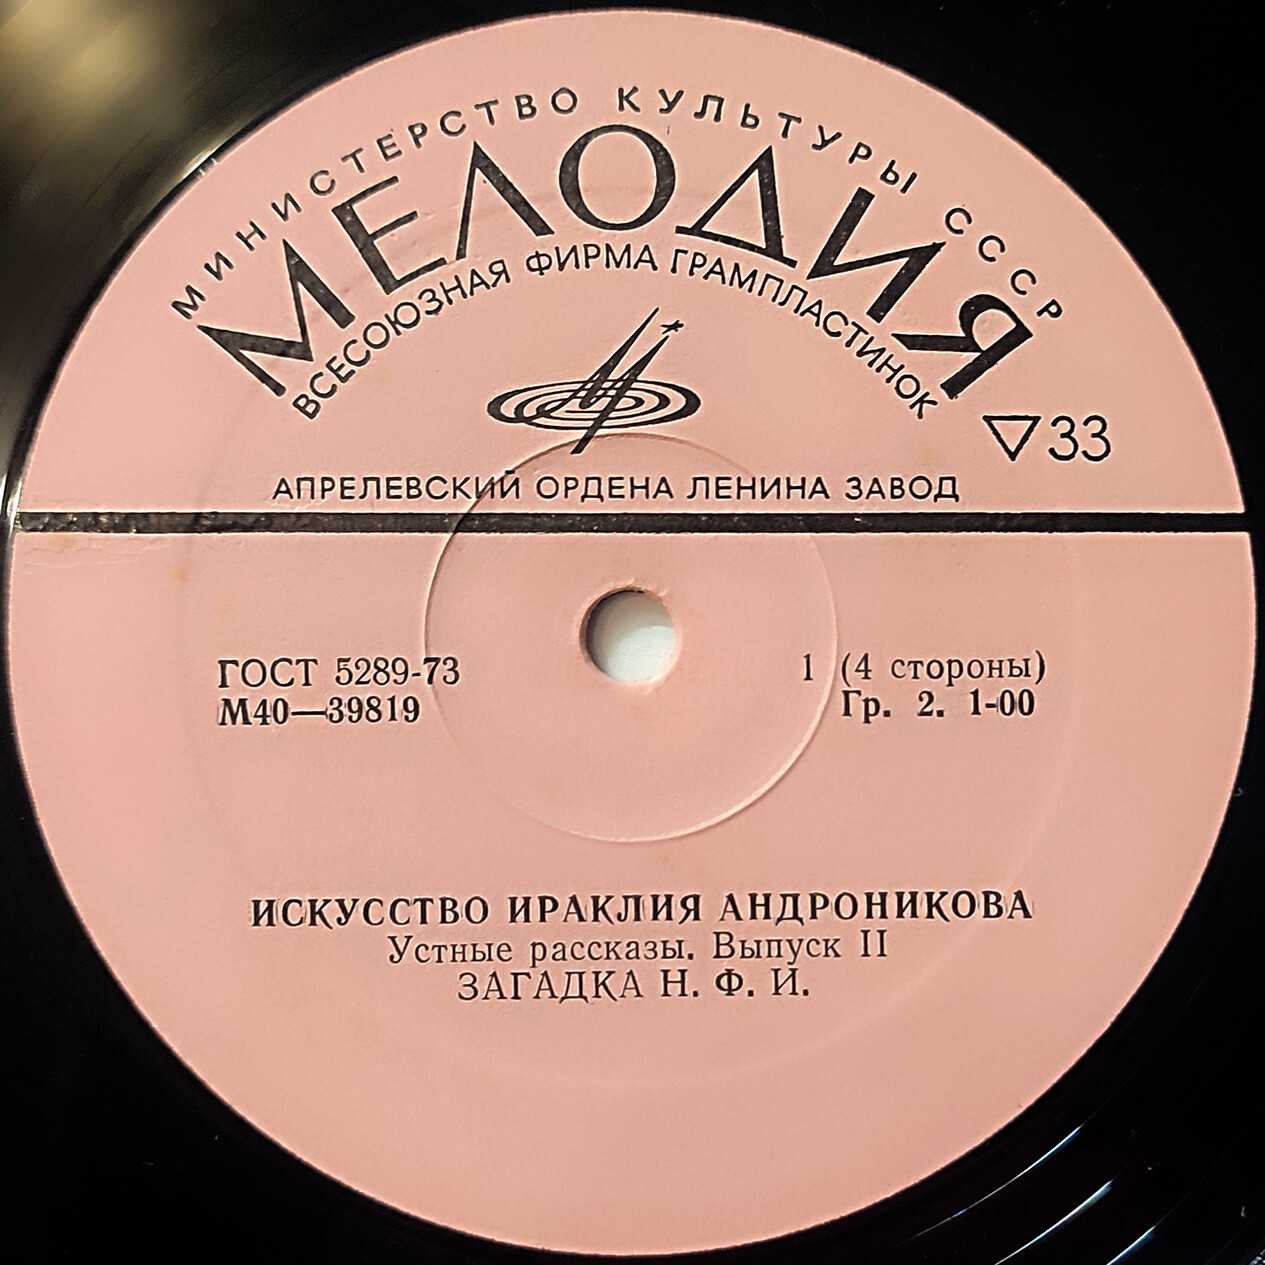 МИНИСТЕРСТВО КУЛЬТУРЫ СССР
МЕЛОДИЯ
ВСЕСОЮЗНАЯ ФИРМА ГРАМПЛАСТИНОК
33
АПРЕЛЕВСКИЙ ОРДЕНА ЛЕНИНА ЗАВОД
ГОСТ 5289-73
М40—39819
1 (4 стороны)
Гр. 2. 1-00
ИСКУССТВО ИРАКЛИЯ АНДРОНИКОВА
Устные рассказы. Выпуск II
ЗАГАДКА Н. Ф. И.